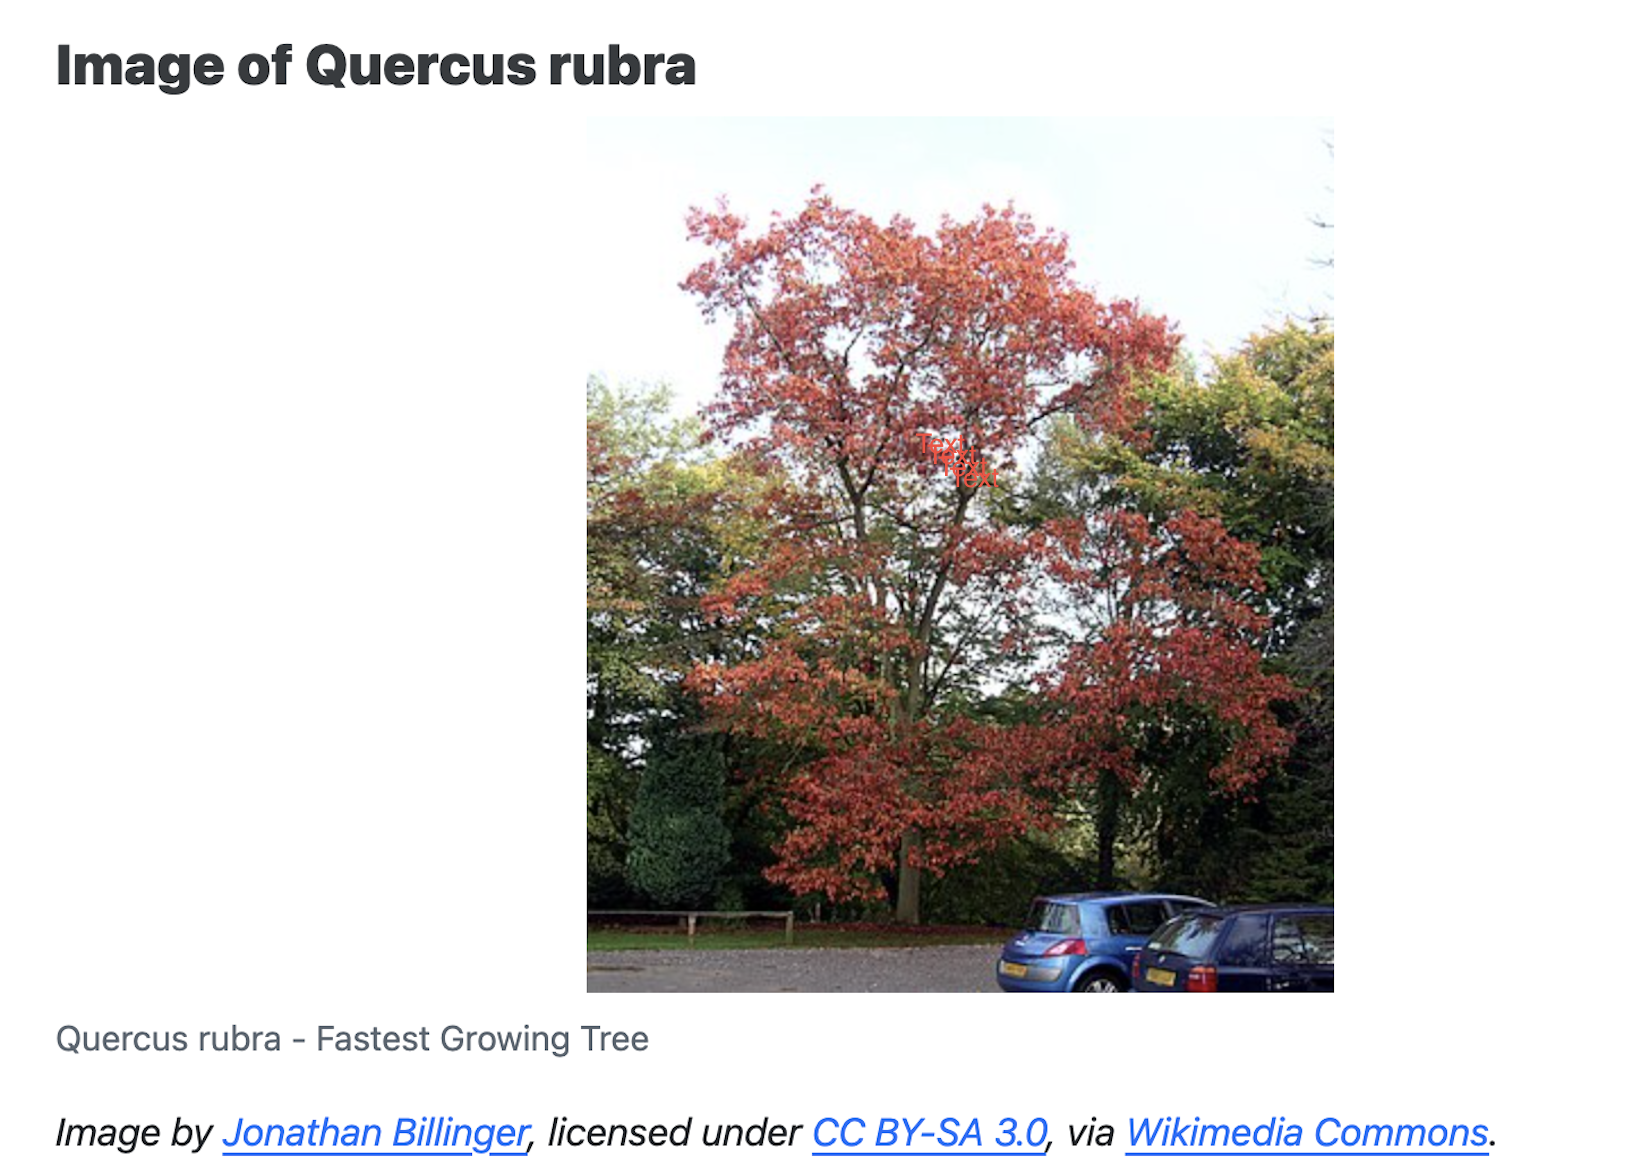 Image of Quercus rubra
Text
Text
Text
Text
Quercus rubra - Fastest Growing Tree
Image by Jonathan Billinger, licensed under CC BY-SA 3.0, via Wikimedia Commons.